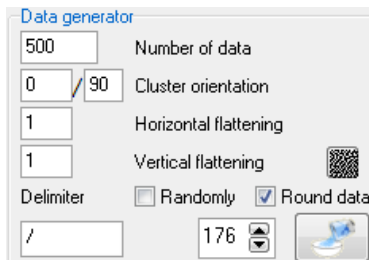 Data generator
500 Number of data
0 / 90 Cluster orientation
1 Horizontal flattening
1 Vertical flattening
Delimiter Randomly Round data
/ 176